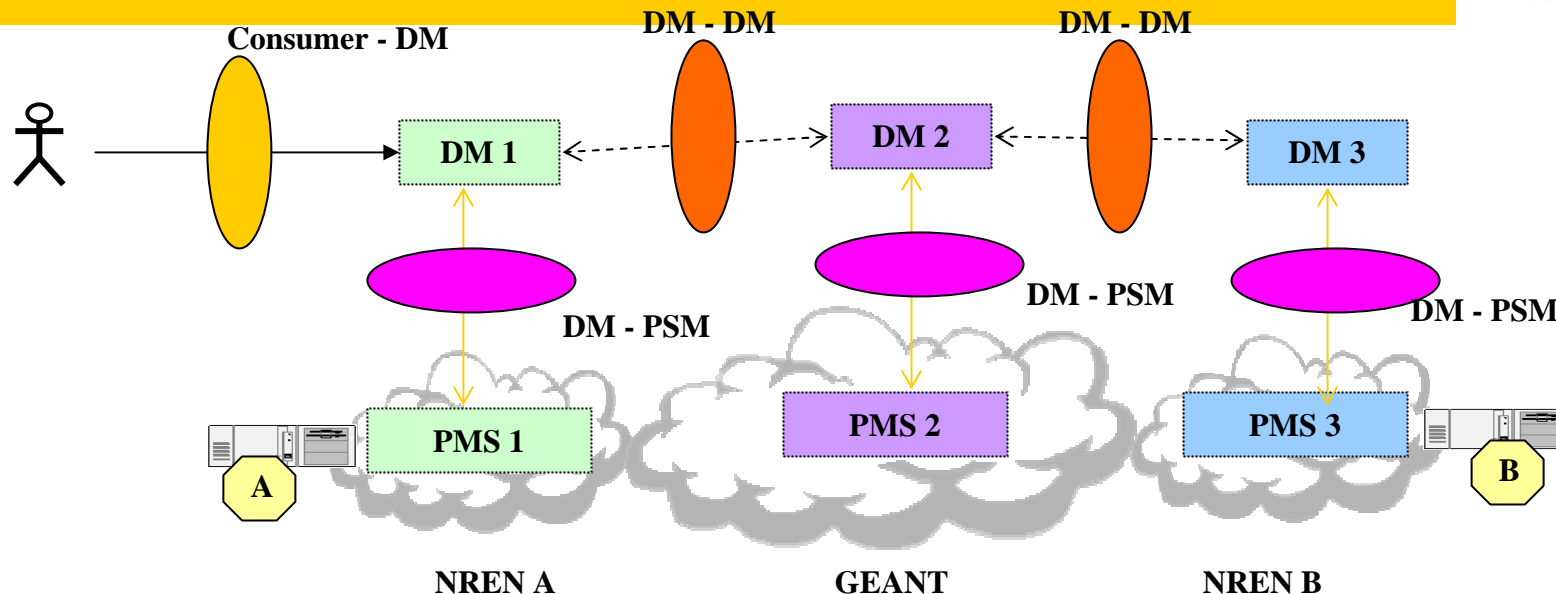 DM - DM
DM - DM
Consumer - DM
DM 1
DM 2
DM 3
DM - PSM
DM - PSM
DM - PSM
PMS 1
PMS 2
PMS 3
A
B
NREN A
GEANT
NREN B